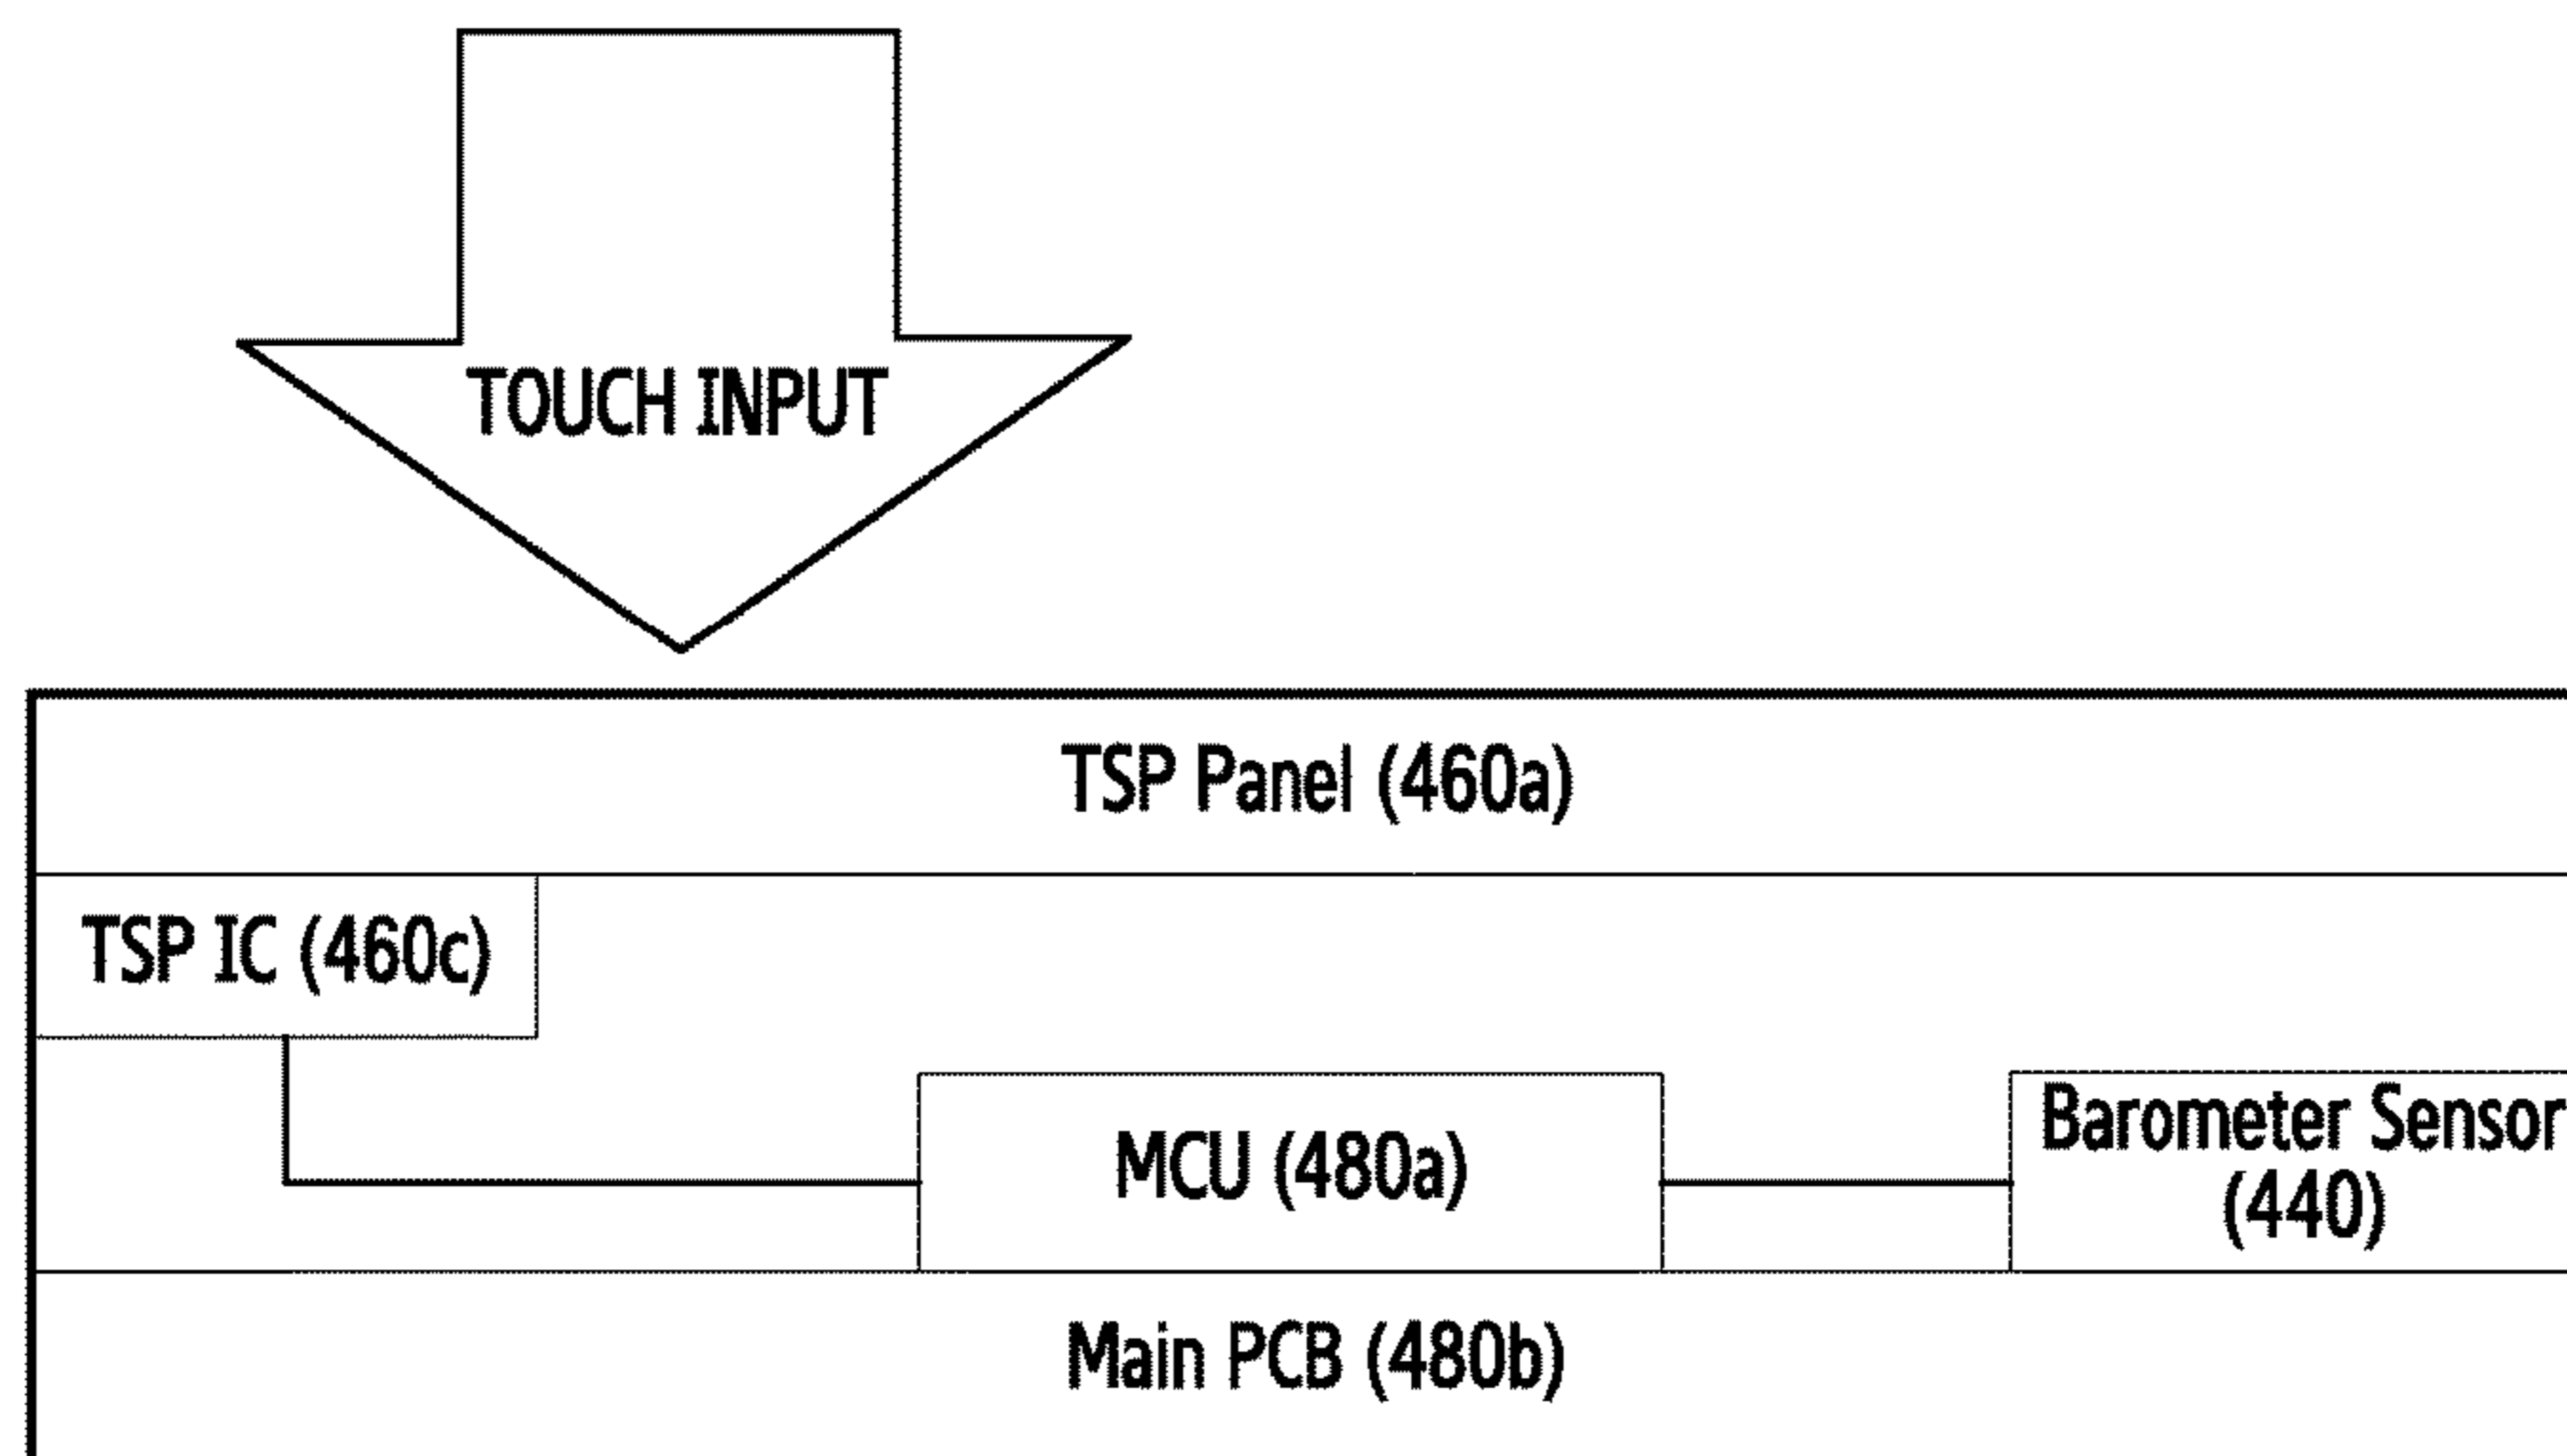 TOUCH INPUT
TSP Panel (460a)
TSP IC (460c)
MCU (480a)
Barometer Sensor
(440)
Main PCB (480b)